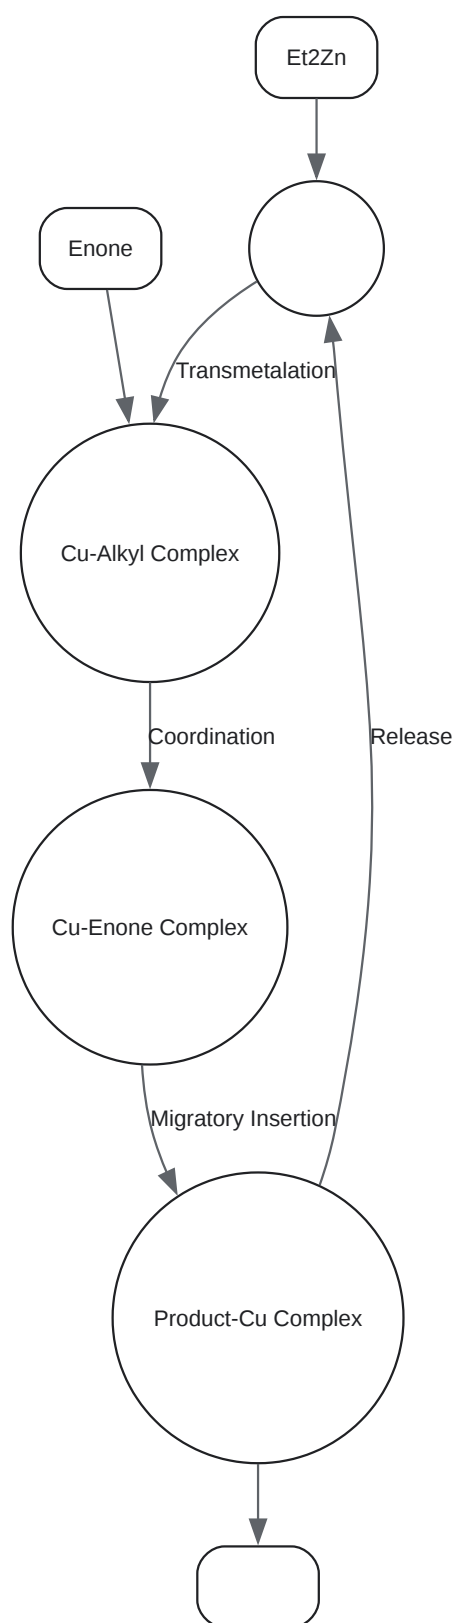 Et2Zn
Enone
Transmetalation
Cu-Alkyl Complex
Coordination
Release
Cu-Enone Complex
Migratory Insertion
Product-Cu Complex